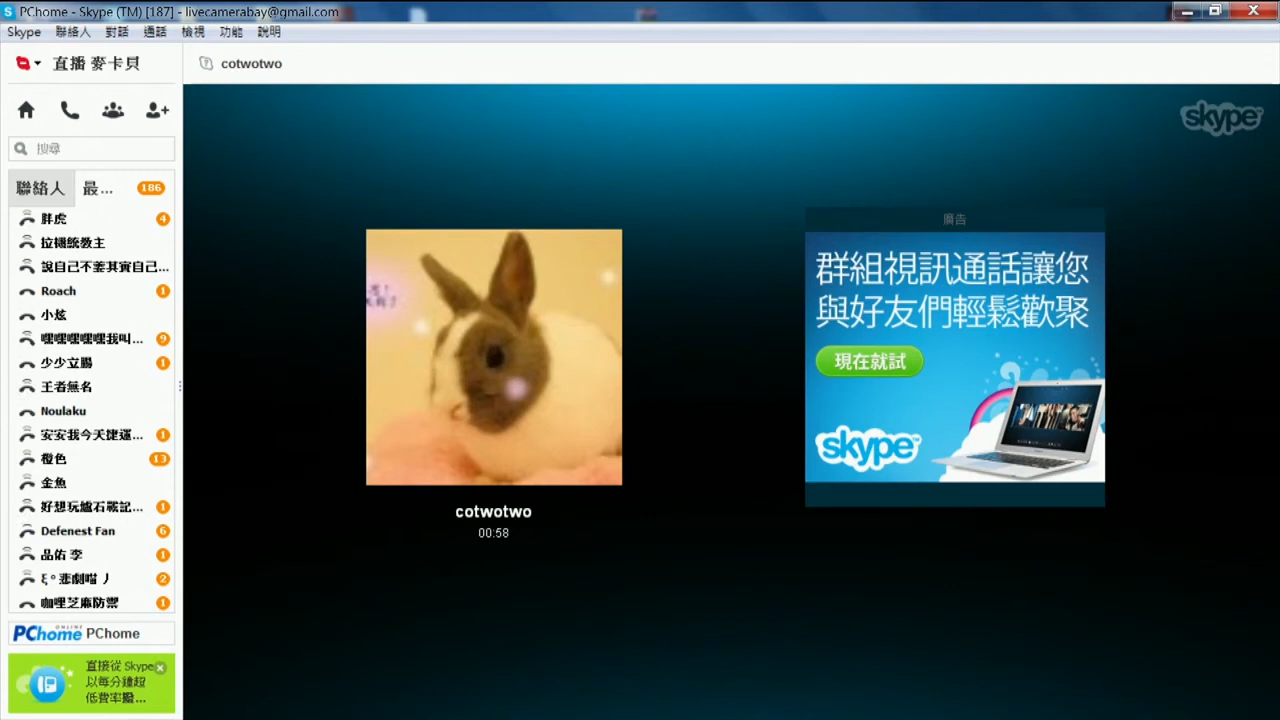 PChome - Skype (TM) [187] - livecamerabay@gmail.com
Skype 聯絡人 對話 通話 檢視 功能 說明
直播 麥卡貝
cotwotwo
skype
搜尋
聯絡人 最... 186
胖虎 4
拉機統教主
說自己不差其實自己...
Roach 1
小炫
嘿嘿嘿嘿嘿我叫... 9
少少立腸 1
王者無名
Noulaku
安安我今天捷運... 1
橙色 13
金魚
好想玩爐石戰記... 1
Defenest Fan 6
品佑 李 1
ξ°悲劇喵丿 2
咖哩芝麻防禦 1
PChome ONLINE PChome
直接從 Skype
以每分鐘超
低費率撥...
cotwotwo
00:58
廣告
群組視訊通話讓您
與好友們輕鬆歡聚
現在就試
skype